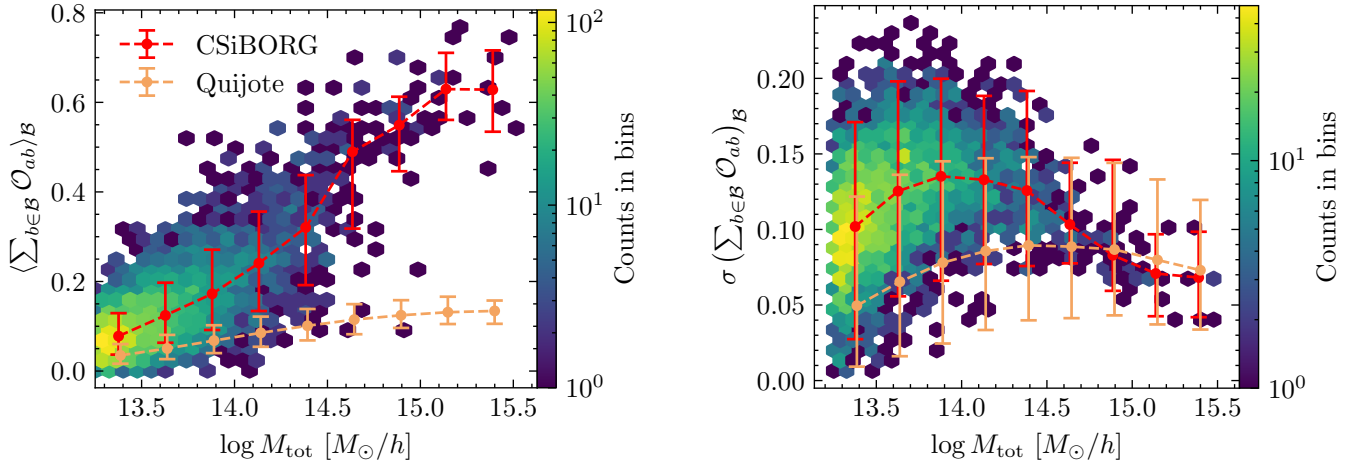 0.8
0.6
0.4
0.2
0.0
⟨∑_{b∈ℬ} 𝒪_{ab}⟩_ℬ
CSiBORG
Quijote
13.5 14.0 14.5 15.0 15.5
log M_tot [M_⊙/h]
10^2
10^1
10^0
Counts in bins
0.20
0.15
0.10
0.05
0.00
σ (∑_{b∈ℬ} 𝒪_{ab})_ℬ
13.5 14.0 14.5 15.0 15.5
log M_tot [M_⊙/h]
10^1
10^0
Counts in bins